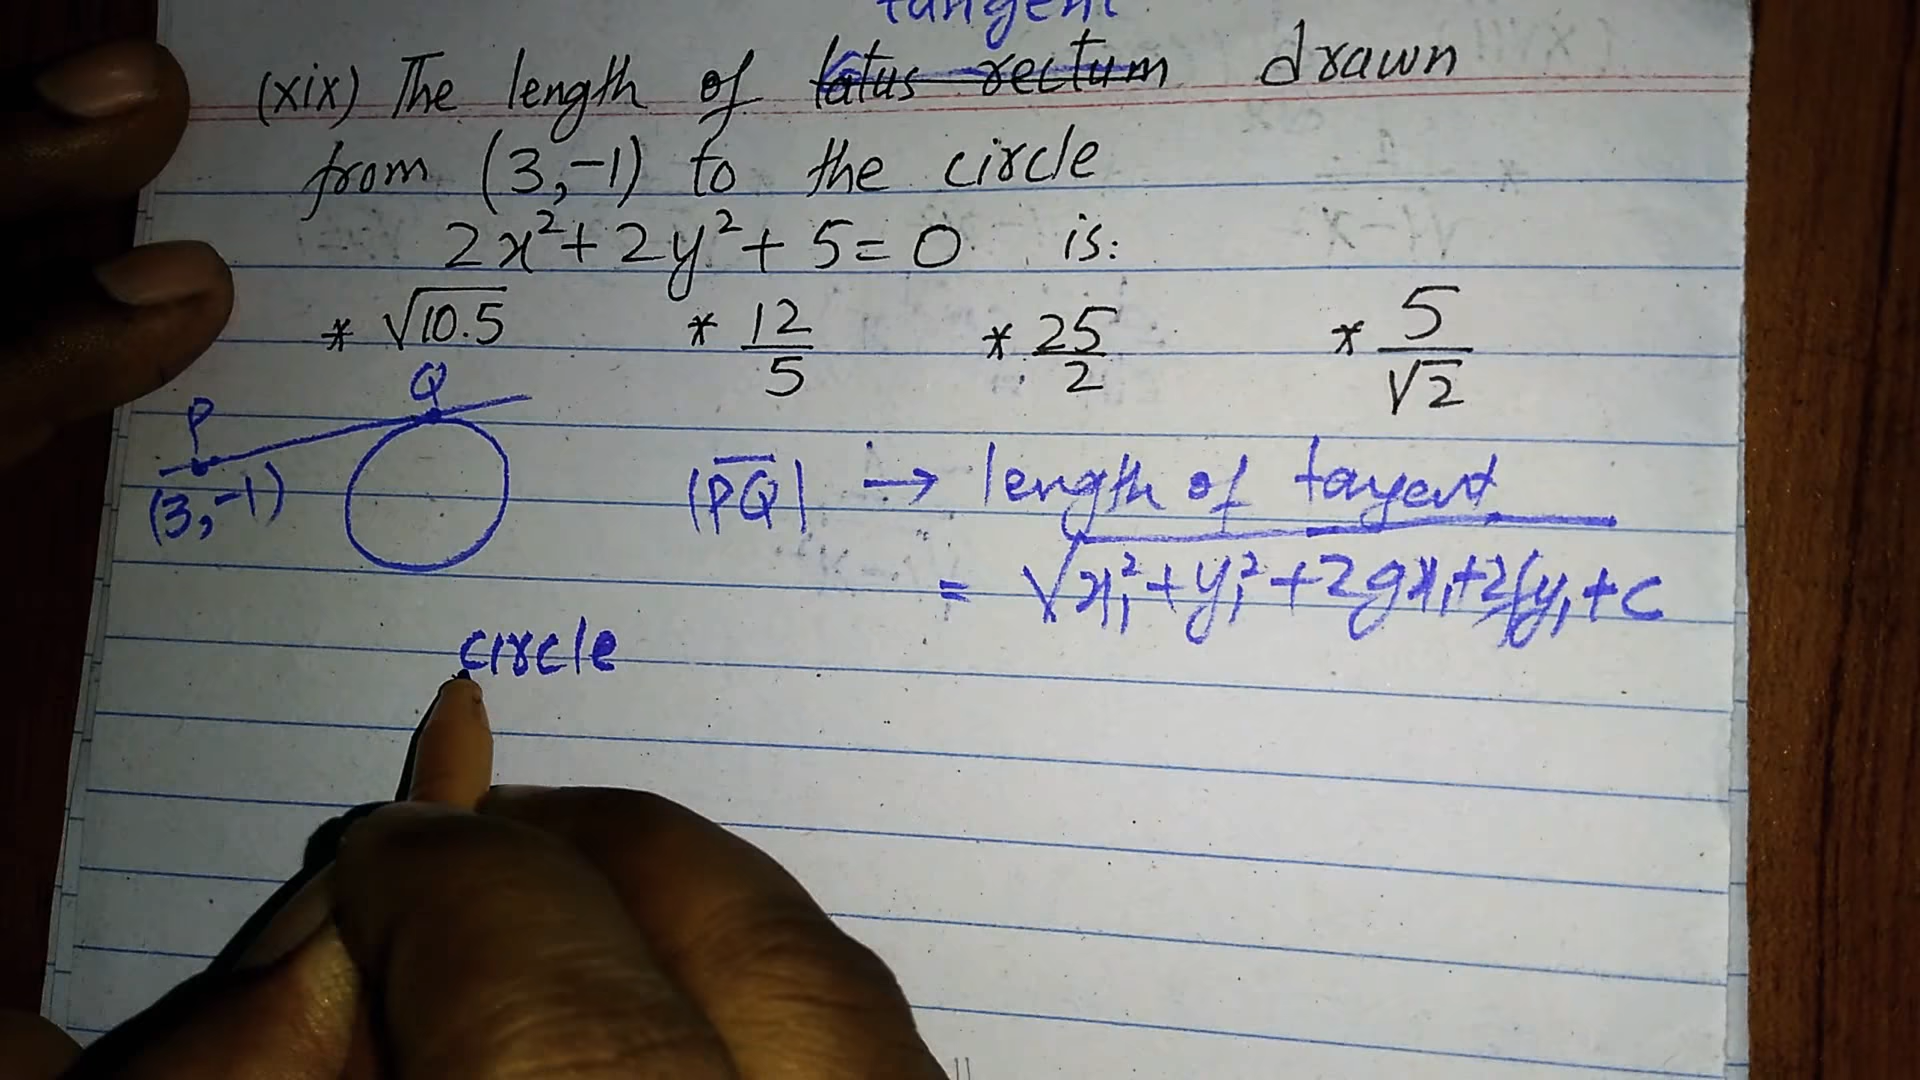 tangent
(xix) The length of latus rectum drawn
from (3,-1) to the circle
2x²+2y²+5=0 is:
* √10.5 * 12/5 * 25/2 * 5/√2
Q
P
(3,-1)
|PQ| → length of tangent
= √x₁²+y₁²+2gx₁+2fy₁+c
circle